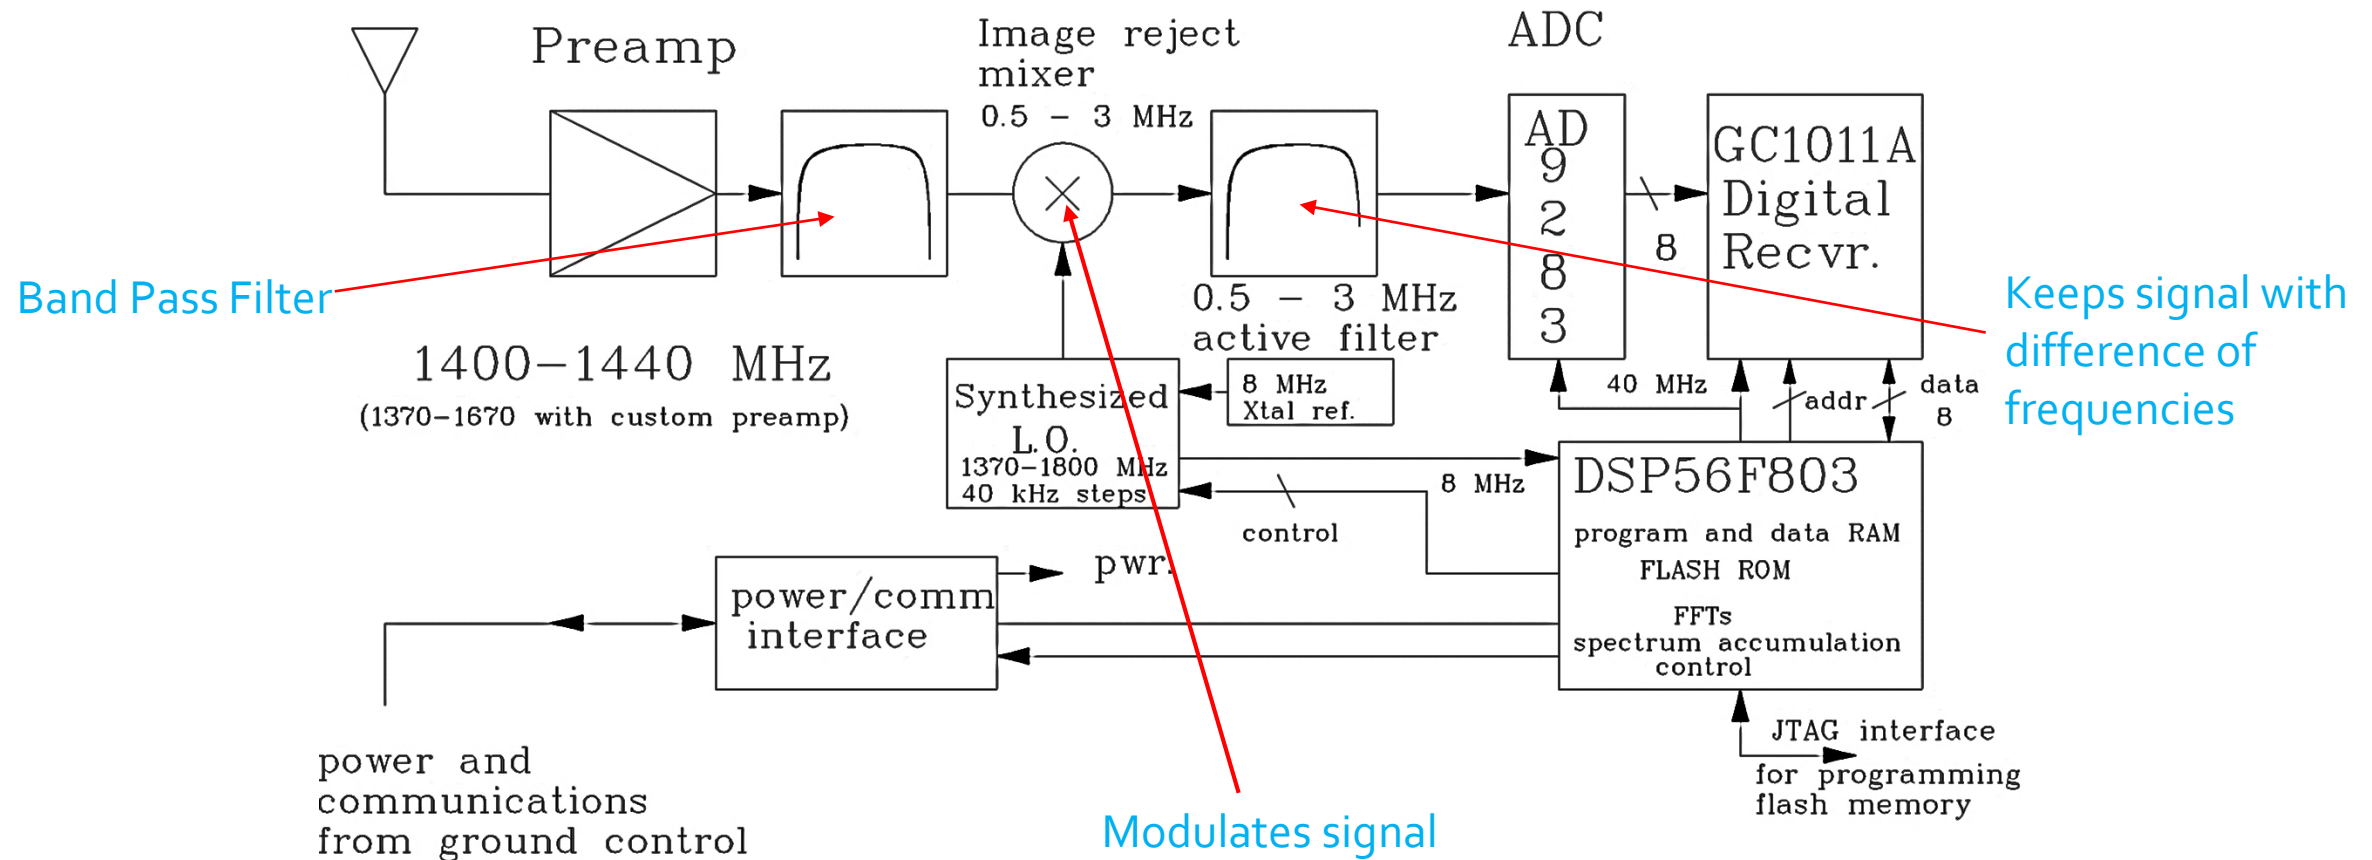 Preamp
Image reject
mixer
0.5 - 3 MHz
ADC
AD
9
2
8
3
8
GC1011A
Digital
Recvr.
Band Pass Filter
0.5 - 3 MHz
active filter
Keeps signal with
difference of
frequencies
1400-1440 MHz
(1370-1670 with custom preamp)
Synthesized
L.O.
1370-1800 MHz
40 kHz steps
8 MHz
Xtal ref.
40 MHz
addr
data
8
8 MHz
control
DSP56F803
program and data RAM
FLASH ROM
FFTs
spectrum accumulation
control
pwr.
power/comm
interface
JTAG interface
for programming
flash memory
power and
communications
from ground control
Modulates signal